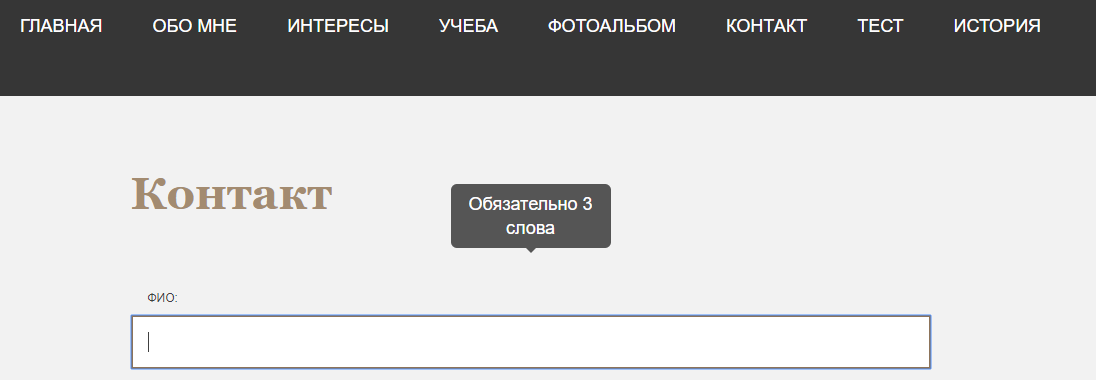 ГЛАВНАЯ ОБО МНЕ ИНТЕРЕСЫ УЧЕБА ФОТОАЛЬБОМ КОНТАКТ ТЕСТ ИСТОРИЯ
Контакт
Обязательно 3
слова
ФИО: